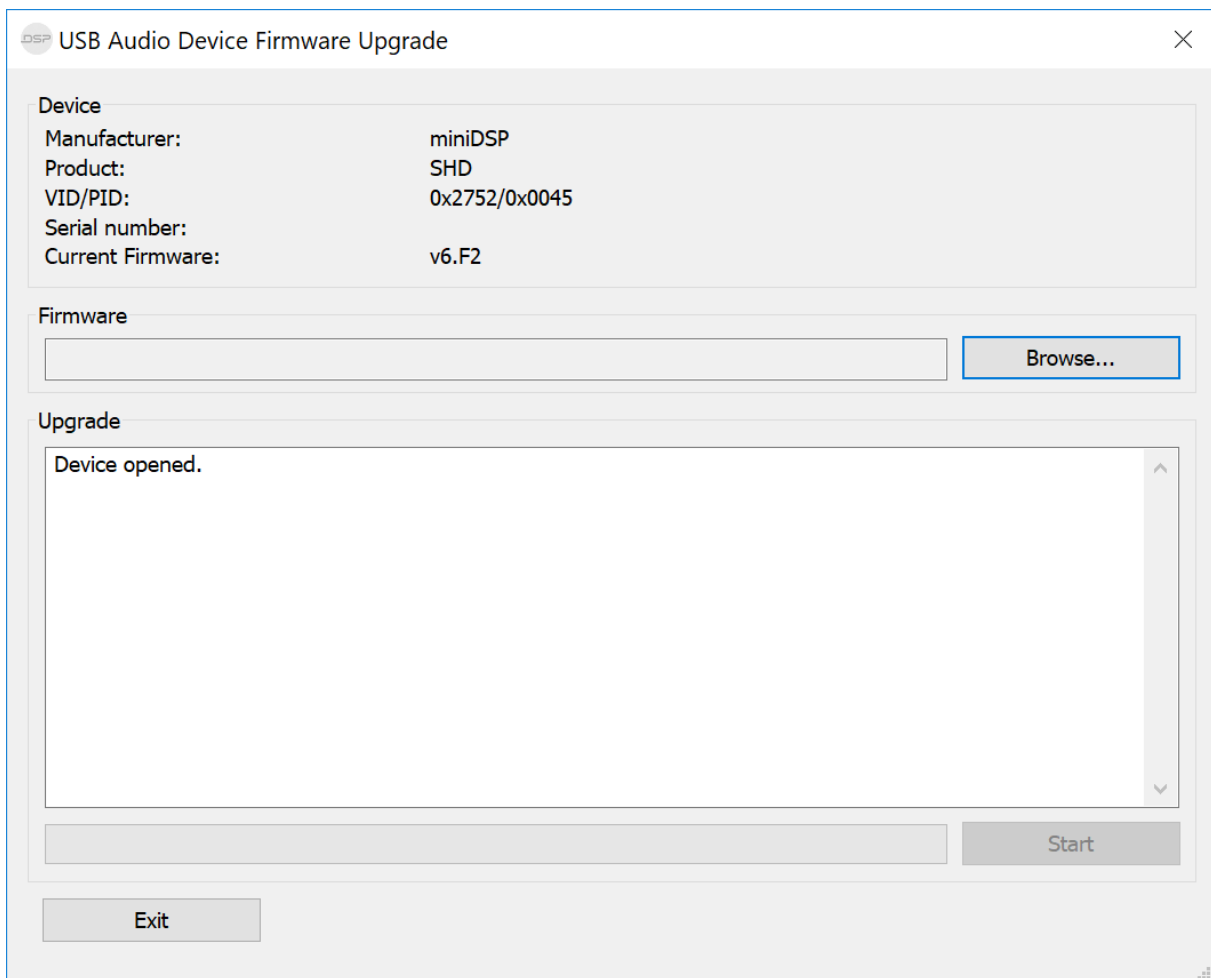 DSP USB Audio Device Firmware Upgrade
Device
Manufacturer: miniDSP
Product: SHD
VID/PID: 0x2752/0x0045
Serial number:
Current Firmware: v6.F2
Firmware
Browse...
Upgrade
Device opened.
Start
Exit